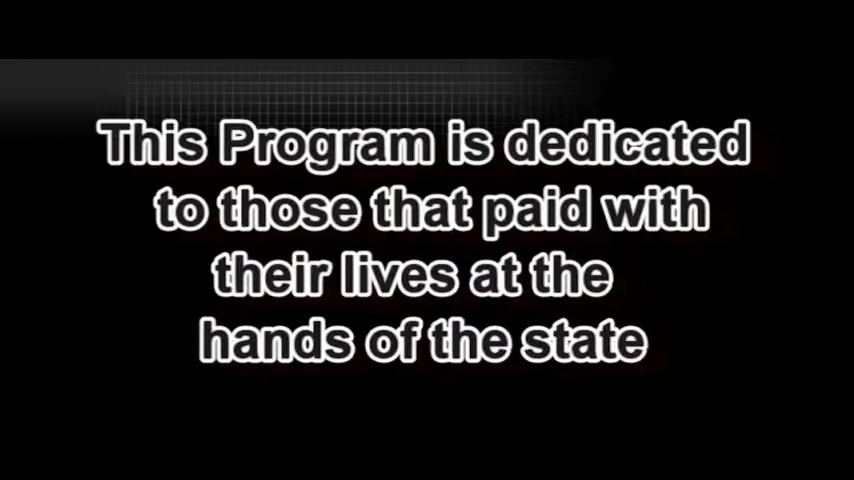 This Program is dedicated
to those that paid with
their lives at the
hands of the state